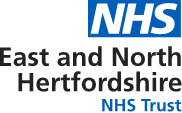 NHS
East and North
Hertfordshire
NHS Trust